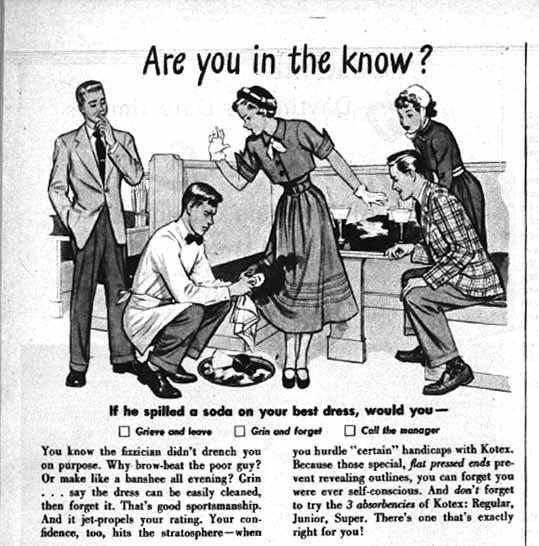 Are you in the know?
If he spilled a soda on your best dress, would you—
☐ Grieve and leave ☐ Grin and forget ☐ Call the manager
You know the fizzician didn't drench you
on purpose. Why brow-beat the poor guy?
Or make like a banshee all evening? Grin
. . . say the dress can be easily cleaned,
then forget it. That's good sportsmanship.
And it jet-propels your rating. Your con-
fidence, too, hits the stratosphere—when
you hurdle "certain" handicaps with Kotex.
Because those special, flat pressed ends pre-
vent revealing outlines, you can forget you
were ever self-conscious. And don't forget
to try the 3 absorbencies of Kotex: Regular,
Junior, Super. There's one that's exactly
right for you!